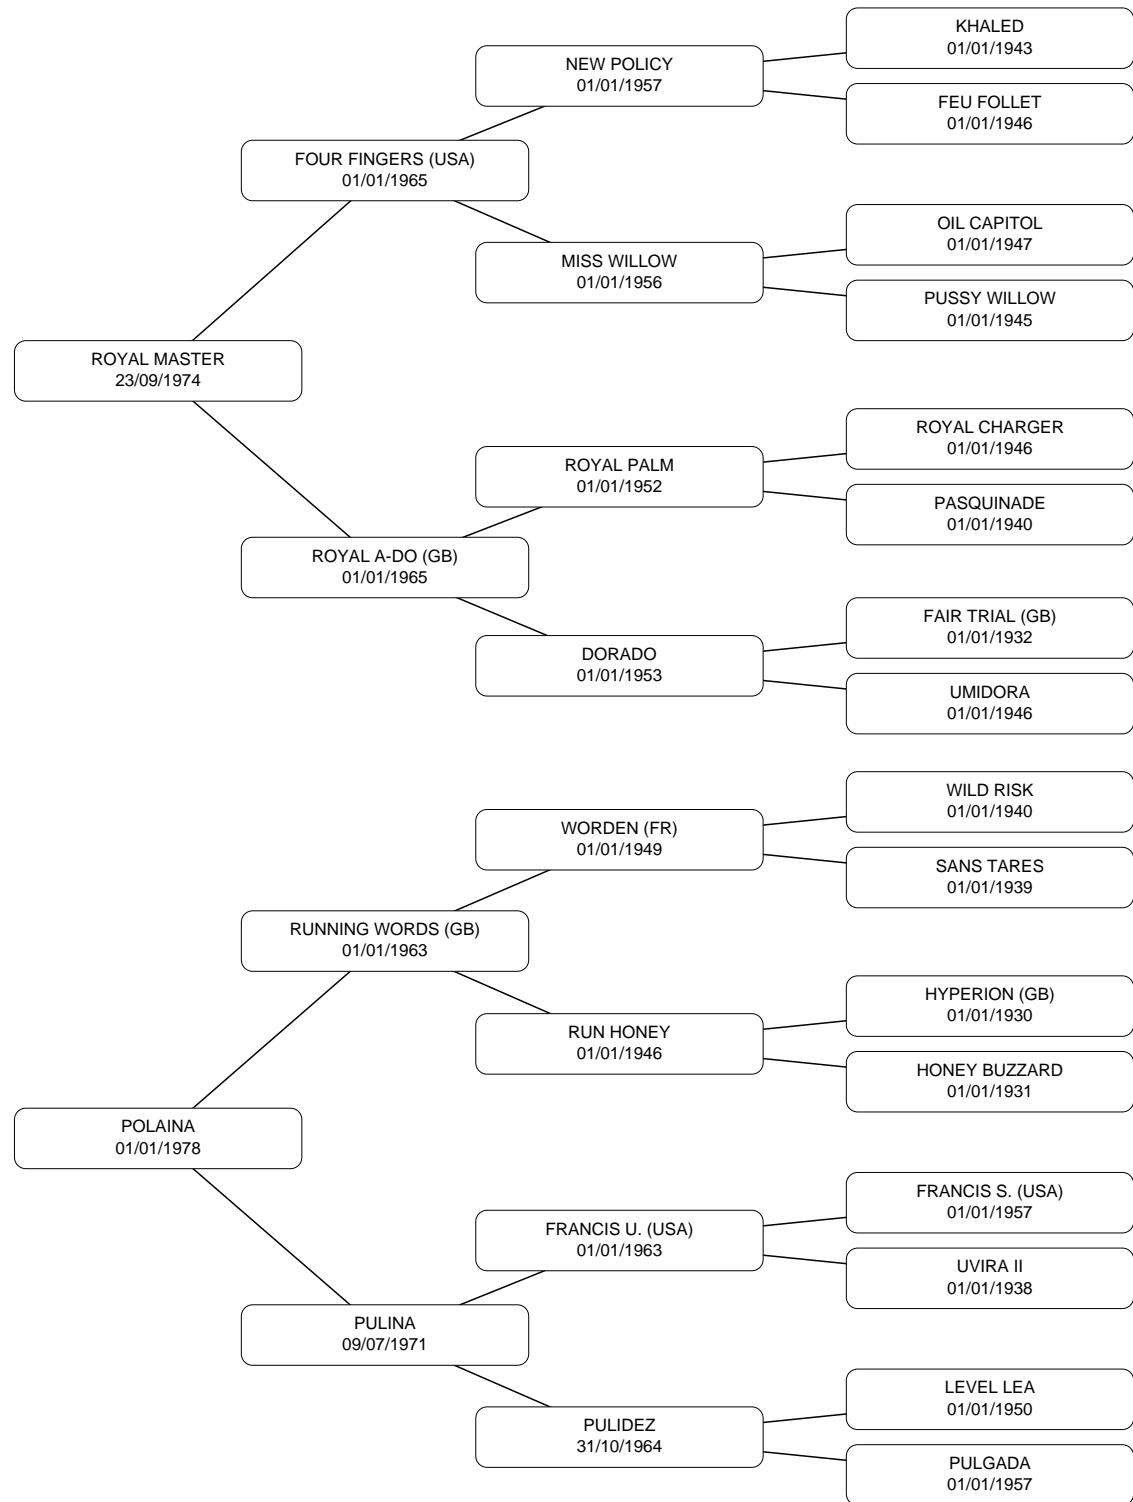 KHALED
01/01/1943
NEW POLICY
01/01/1957
FEU FOLLET
01/01/1946
FOUR FINGERS (USA)
01/01/1965
OIL CAPITOL
01/01/1947
MISS WILLOW
01/01/1956
PUSSY WILLOW
01/01/1945
ROYAL MASTER
23/09/1974
ROYAL CHARGER
01/01/1946
ROYAL PALM
01/01/1952
PASQUINADE
01/01/1940
ROYAL A-DO (GB)
01/01/1965
FAIR TRIAL (GB)
01/01/1932
DORADO
01/01/1953
UMIDORA
01/01/1946
WILD RISK
01/01/1940
WORDEN (FR)
01/01/1949
SANS TARES
01/01/1939
RUNNING WORDS (GB)
01/01/1963
HYPERION (GB)
01/01/1930
RUN HONEY
01/01/1946
HONEY BUZZARD
01/01/1931
POLAINA
01/01/1978
FRANCIS S. (USA)
01/01/1957
FRANCIS U. (USA)
01/01/1963
UVIRA II
01/01/1938
PULINA
09/07/1971
LEVEL LEA
01/01/1950
PULIDEZ
31/10/1964
PULGADA
01/01/1957